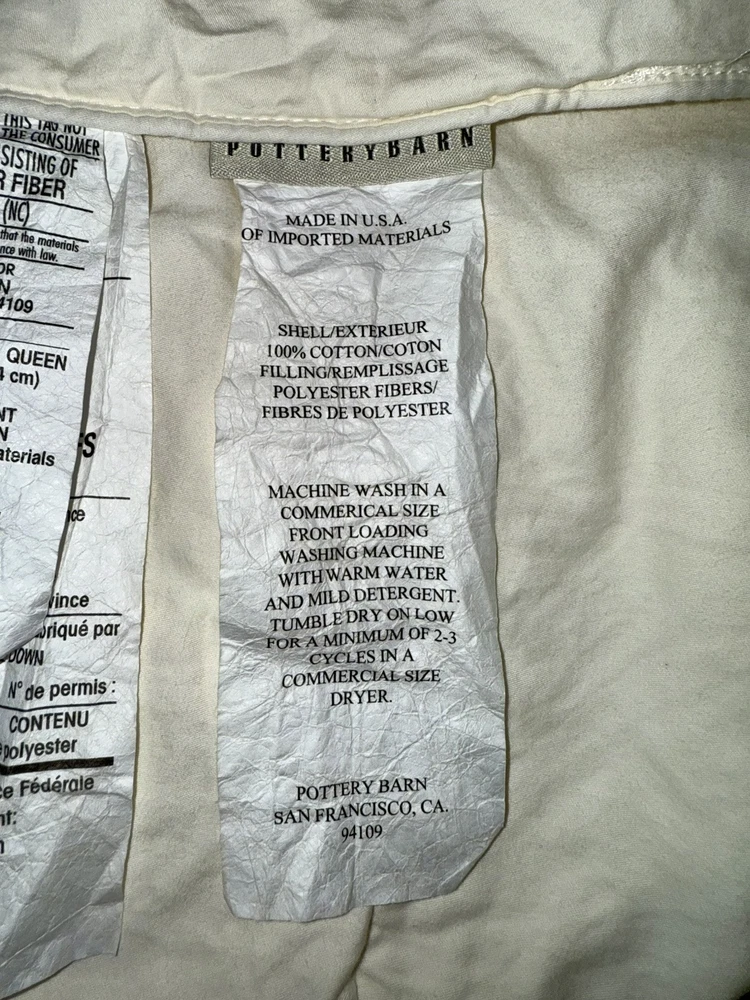 THIS TAG NOT
THE CONSUMER
SISTING OF
R FIBER
(NC)
that the materials
nce with law.
OR
N
4109
QUEEN
4 cm)
NT
N
aterials
FS
ice
vince
briqué par
DOWN
N° de permis :
CONTENU
polyester
ce Fédérale
nt:
POTTERYBARN
MADE IN U.S.A.
OF IMPORTED MATERIALS
SHELL/EXTERIEUR
100% COTTON/COTON
FILLING/REMPLISSAGE
POLYESTER FIBERS/
FIBRES DE POLYESTER
MACHINE WASH IN A
COMMERICAL SIZE
FRONT LOADING
WASHING MACHINE
WITH WARM WATER
AND MILD DETERGENT.
TUMBLE DRY ON LOW
FOR A MINIMUM OF 2-3
CYCLES IN A
COMMERCIAL SIZE
DRYER.
POTTERY BARN
SAN FRANCISCO, CA.
94109